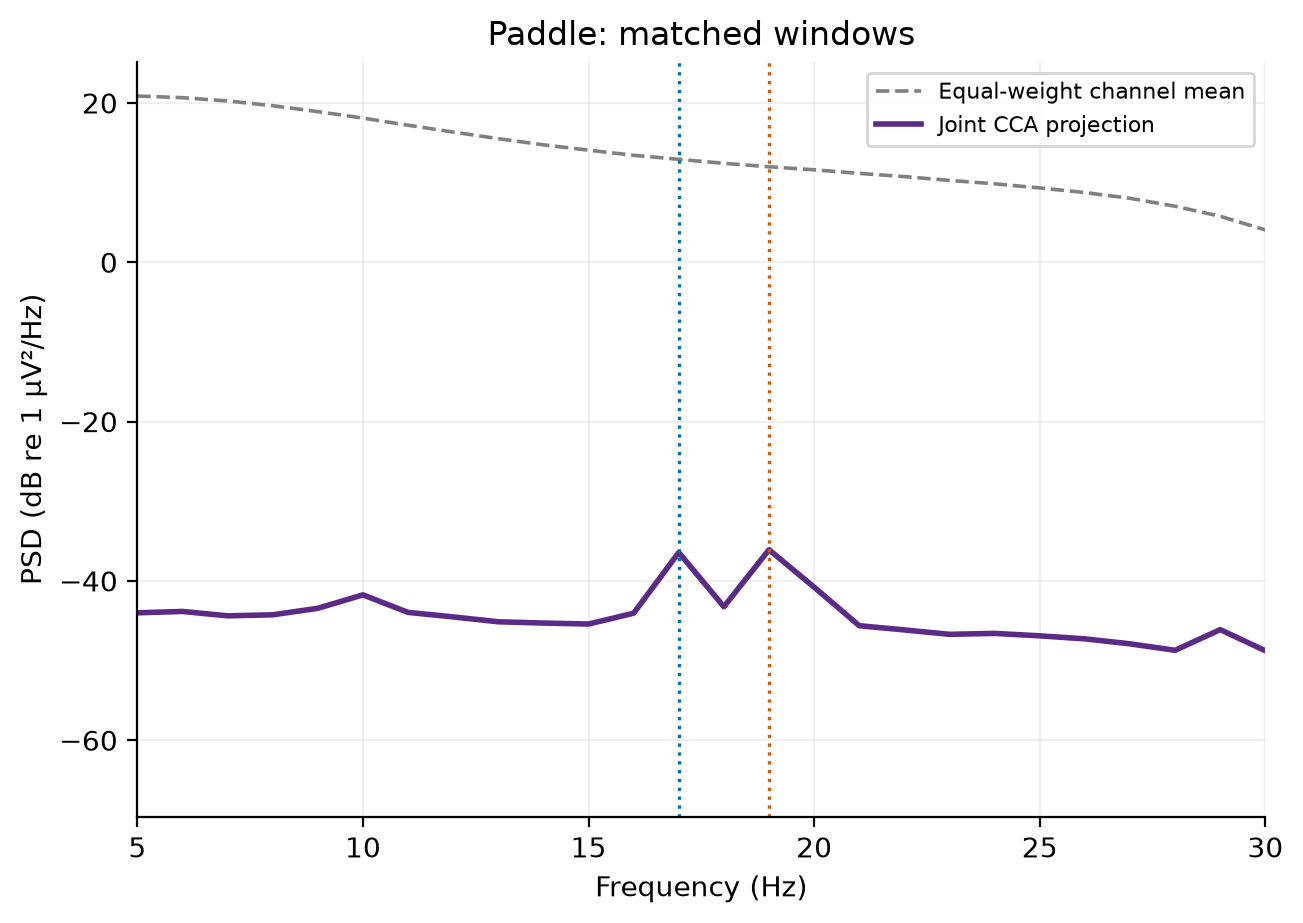 Paddle: matched windows
Equal-weight channel mean
Joint CCA projection
PSD (dB re 1 µV²/Hz)
20
0
−20
−40
−60
5
10
15
20
25
30
Frequency (Hz)